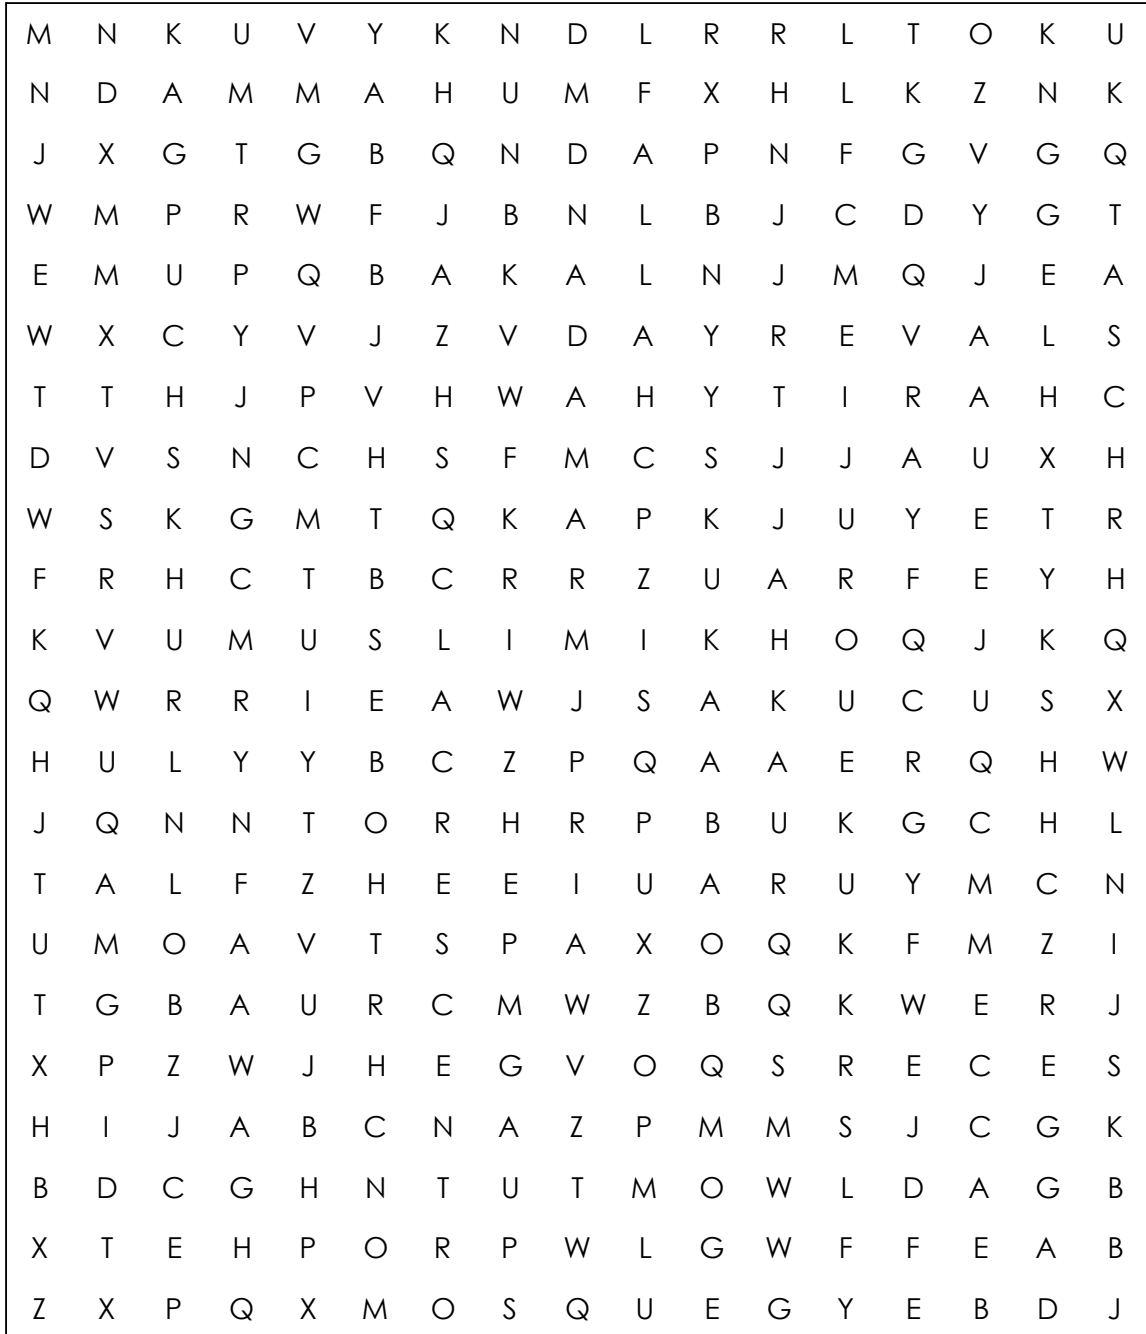 M N K U V Y K N D L R R L T O K U
N D A M M A H U M F X H L K Z N K
J X G T G B Q N D A P N F G V G Q
W M P R W F J B N L B J C D Y G T
E M U P Q B A K A L N J M Q J E A
W X C Y V J Z V D A Y R E V A L S
T T H J P V H W A H Y T I R A H C
D V S N C H S F M C S J J A U X H
W S K G M T Q K A P K J U Y E T R
F R H C T B C R R Z U A R F E Y H
K V U M U S L I M I K H O Q J K Q
Q W R R I E A W J S A K U C U S X
H U L Y Y B C Z P Q A A E R Q H W
J Q N N T O R H R P B U K G C H L
T A L F Z H E E I U A R U Y M C N
U M O A V T S P A X O Q K F M Z I
T G B A U R C M W Z B Q K W E R J
X P Z W J H E G V O Q S R E C E S
H I J A B C N A Z P M M S J C G K
B D C G H N T U T M O W L D A G B
X T E H P O R P W L G W F F E A B
Z X P Q X M O S Q U E G Y E B D J